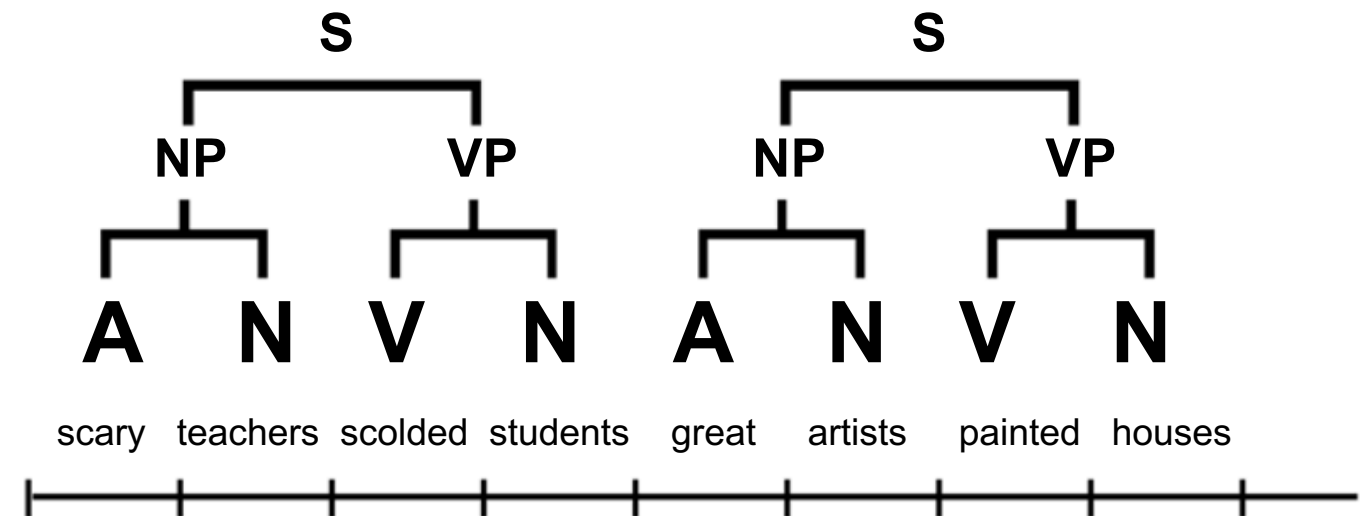 S S
NP VP NP VP
A N V N A N V N
scary teachers scolded students great artists painted houses